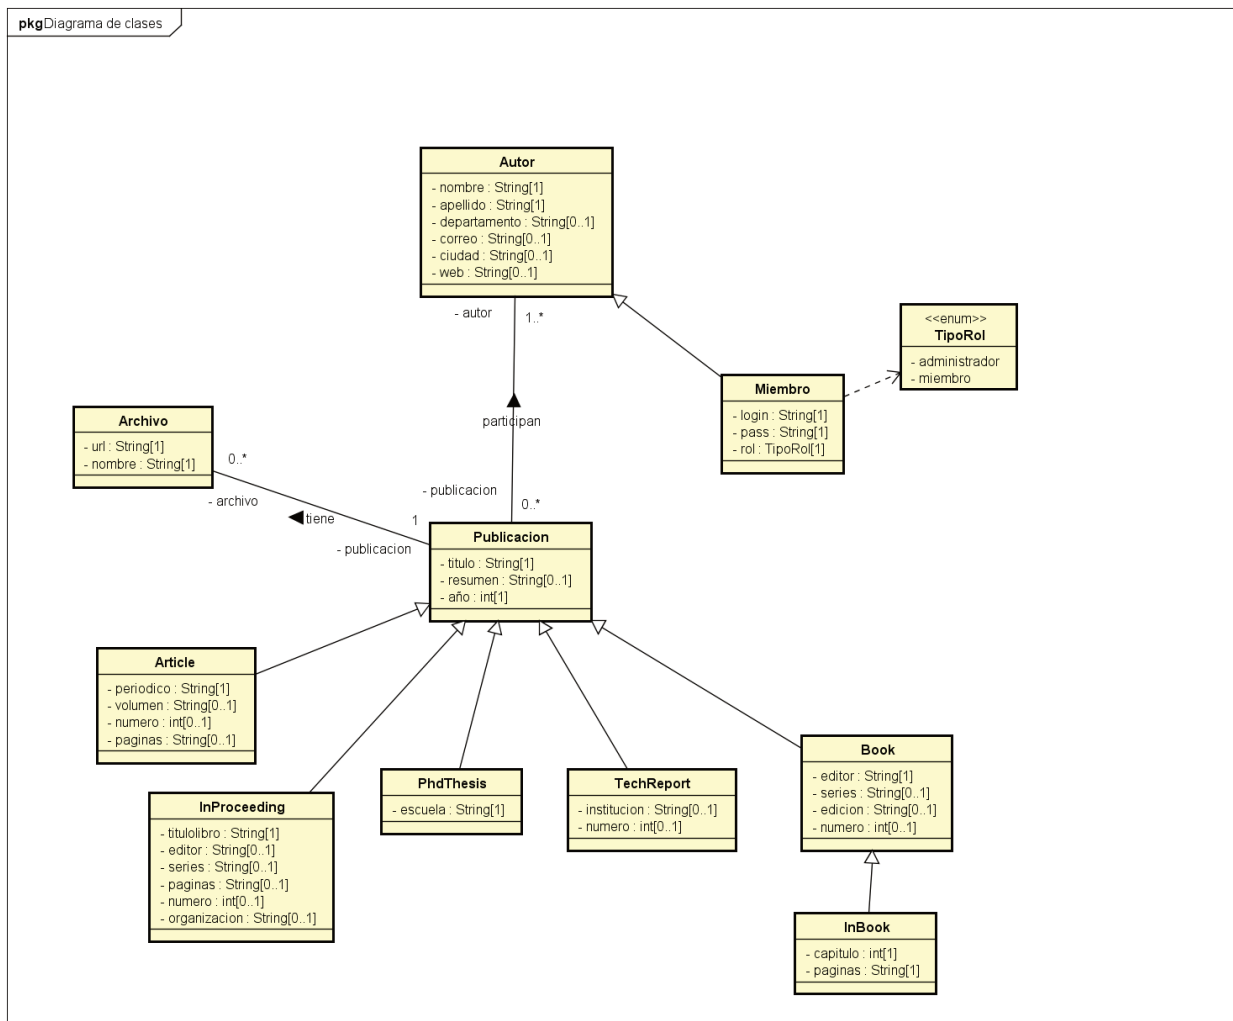 pkg Diagrama de clases
Autor
- nombre : String[1]
- apellido : String[1]
- departamento : String[0..1]
- correo : String[0..1]
- ciudad : String[0..1]
- web : String[0..1]
- autor
1..*
<<enum>>
TipoRol
- administrador
- miembro
Miembro
- login : String[1]
- pass : String[1]
- rol : TipoRol[1]
participan
Archivo
- url : String[1]
- nombre : String[1]
0..*
- archivo
tiene
1
- publicacion
- publicacion
0..*
Publicacion
- titulo : String[1]
- resumen : String[0..1]
- año : int[1]
Article
- periodico : String[1]
- volumen : String[0..1]
- numero : int[0..1]
- paginas : String[0..1]
InProceeding
- titulolibro : String[1]
- editor : String[0..1]
- series : String[0..1]
- paginas : String[0..1]
- numero : int[0..1]
- organizacion : String[0..1]
PhdThesis
- escuela : String[1]
TechReport
- institucion : String[0..1]
- numero : int[0..1]
Book
- editor : String[1]
- series : String[0..1]
- edicion : String[0..1]
- numero : int[0..1]
InBook
- capitulo : int[1]
- paginas : String[1]